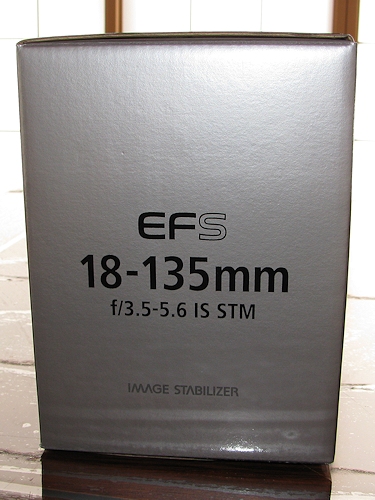 EFS
18-135mm
f/3.5-5.6 IS STM
IMAGE STABILIZER